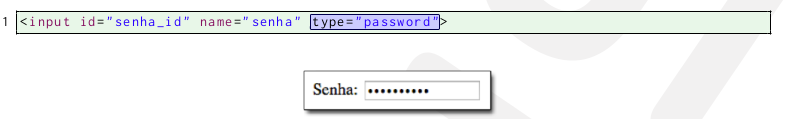 1 <input id="senha_id" name="senha" type="password">
Senha: ••••••••••